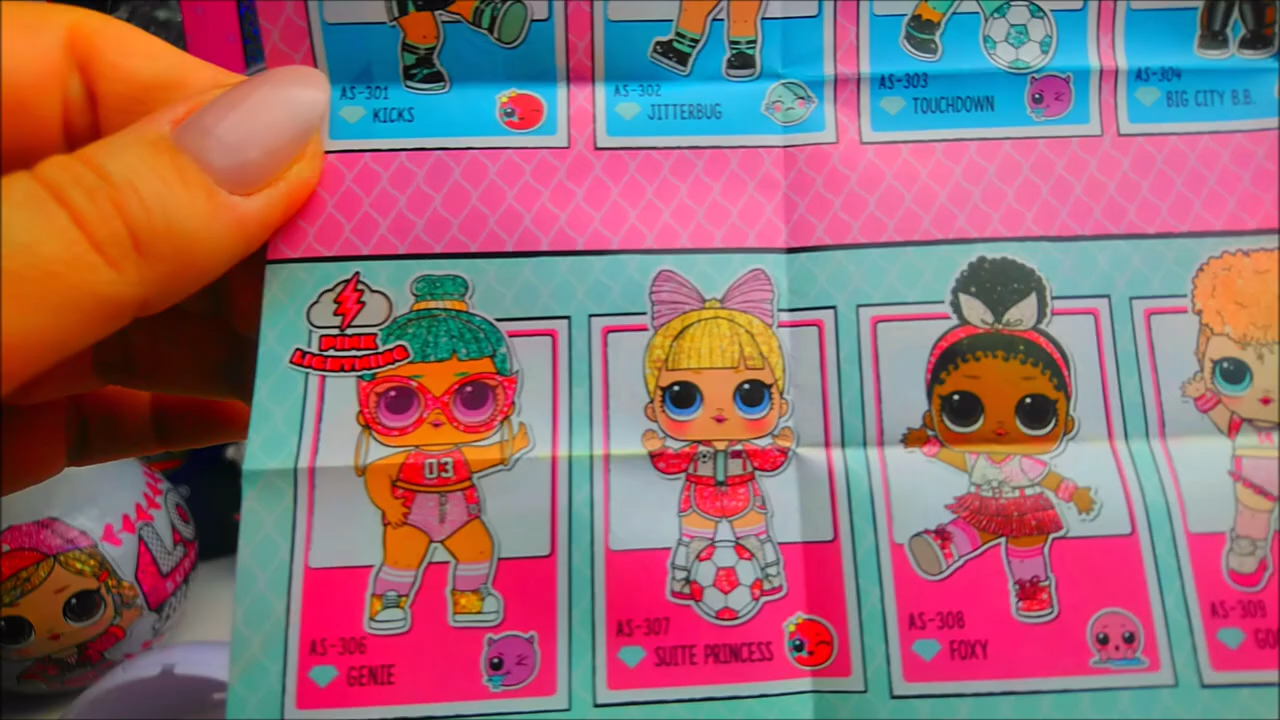 AS-301
KICKS
AS-302
JITTERBUG
AS-303
TOUCHDOWN
AS-304
BIG CITY B.B.
PINK
LIGHTNING
03
AS-306
GENIE
AS-307
SUITE PRINCESS
AS-308
FOXY
AS-309